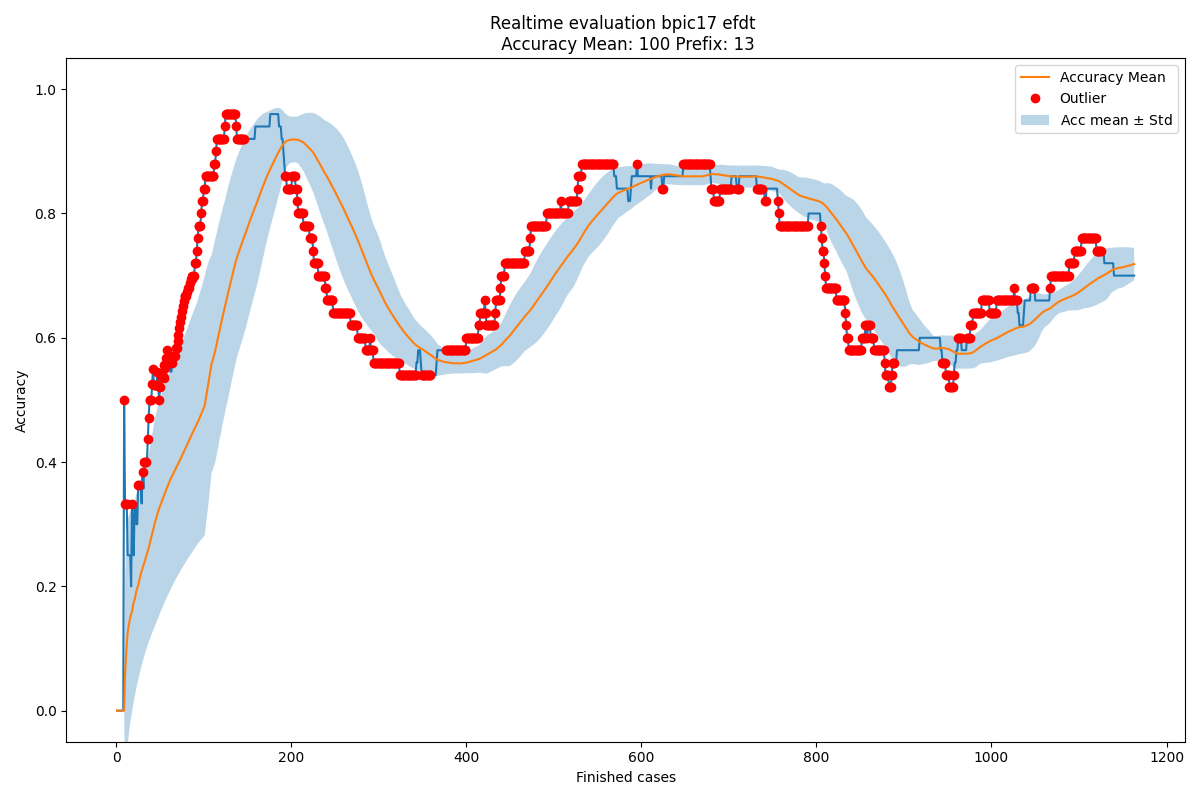 Realtime evaluation bpic17 efdt
Accuracy Mean: 100 Prefix: 13
Accuracy Mean
Outlier
Acc mean ± Std
1.0
0.8
0.6
0.4
0.2
0.0
Accuracy
0
200
400
600
800
1000
1200
Finished cases